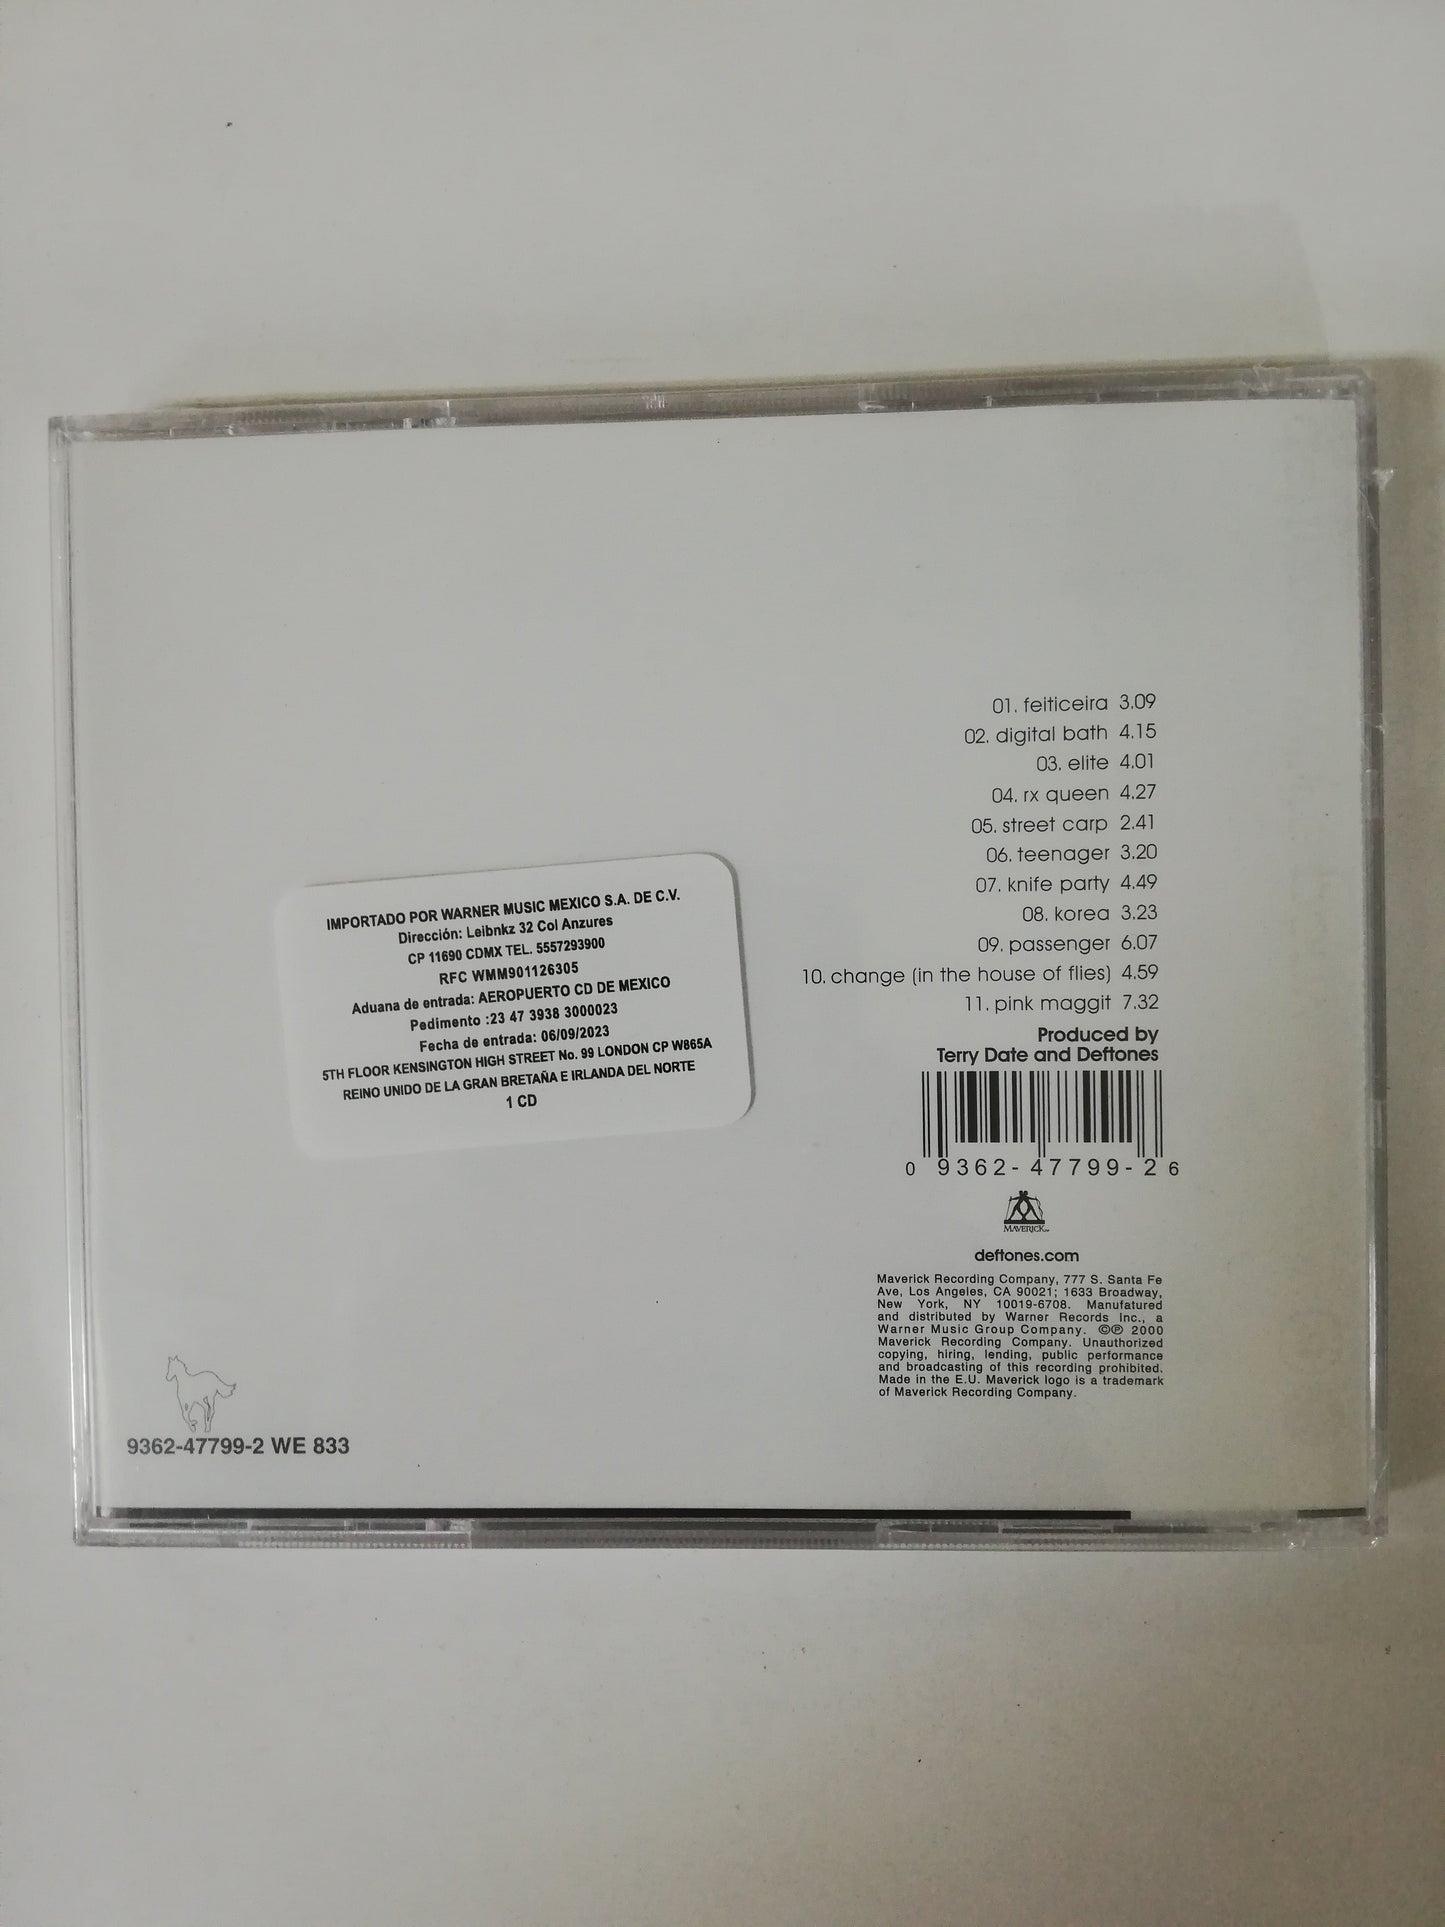 01. feiticeira 3.09
02. digital bath 4.15
03. elite 4.01
04. rx queen 4.27
05. street carp 2.41
06. teenager 3.20
07. knife party 4.49
08. korea 3.23
09. passenger 6.07
10. change (in the house of flies) 4.59
11. pink maggit 7.32
Produced by
Terry Date and Deftones
0 9362-47799-2 6
MAVERICK™
deftones.com
Maverick Recording Company, 777 S. Santa Fe
Ave, Los Angeles, CA 90021; 1633 Broadway,
New York, NY 10019-6708. Manufatured
and distributed by Warner Records Inc., a
Warner Music Group Company. ©℗ 2000
Maverick Recording Company. Unauthorized
copying, hiring, lending, public performance
and broadcasting of this recording prohibited.
Made in the E.U. Maverick logo is a trademark
of Maverick Recording Company.
IMPORTADO POR WARNER MUSIC MEXICO S.A. DE C.V.
Dirección: Leibnkz 32 Col Anzures
CP 11690 CDMX TEL. 5557293900
RFC WMM901126305
Aduana de entrada: AEROPUERTO CD DE MEXICO
Pedimento :23 47 3938 3000023
Fecha de entrada: 06/09/2023
5TH FLOOR KENSINGTON HIGH STREET No. 99 LONDON CP W865A
REINO UNIDO DE LA GRAN BRETAÑA E IRLANDA DEL NORTE
1 CD
9362-47799-2 WE 833